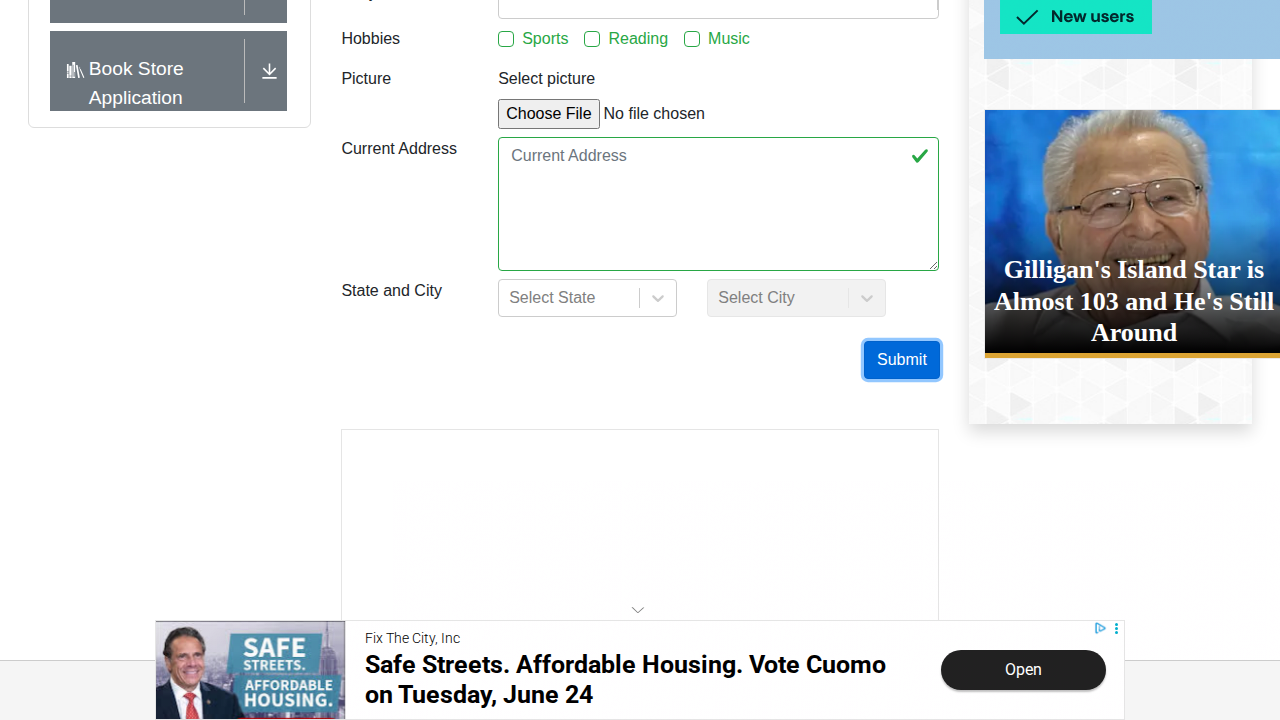 New users
Hobbies
Sports
Reading
Music
Book Store
Application
Picture
Select picture
Choose File No file chosen
Current Address
Current Address
Gilligan's Island Star is
Almost 103 and He's Still
Around
State and City
Select State
Select City
Submit
SAFE
STREETS.
AFFORDABLE
HOUSING.
Fix The City, Inc
Safe Streets. Affordable Housing. Vote Cuomo
on Tuesday, June 24
Open